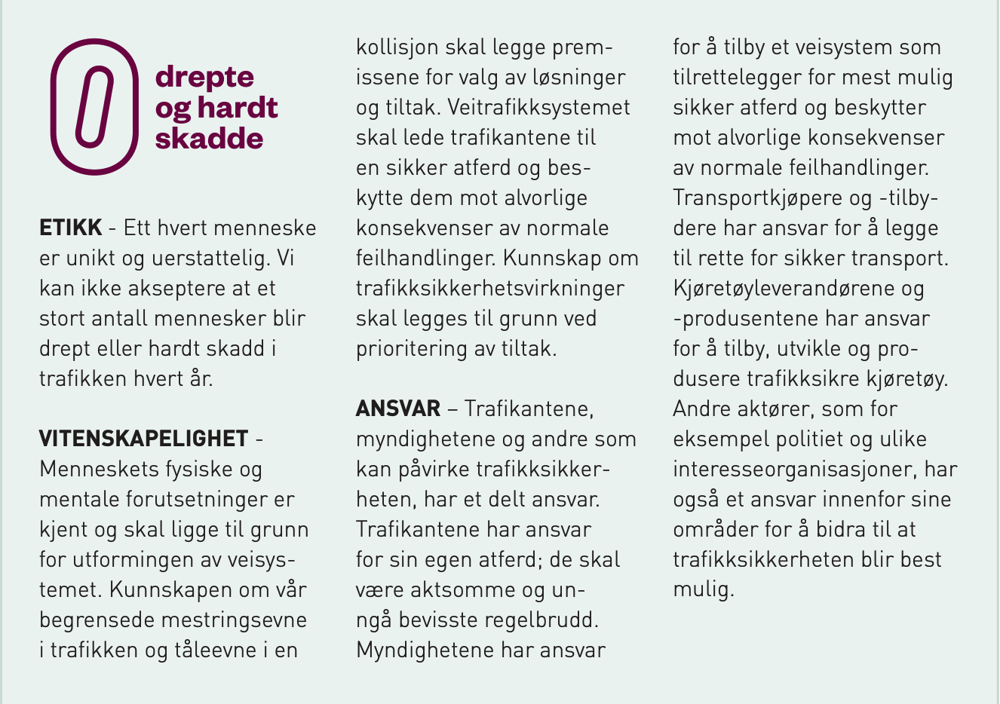 0
drepte
og hardt
skadde
ETIKK - Ett hvert menneske
er unikt og uerstattelig. Vi
kan ikke akseptere at et
stort antall mennesker blir
drept eller hardt skadd i
trafikken hvert år.
VITENSKAPELIGHET -
Menneskets fysiske og
mentale forutsetninger er
kjent og skal ligge til grunn
for utformingen av veisys-
temet. Kunnskapen om vår
begrensede mestringsevne
i trafikken og tåleevne i en
kollisjon skal legge prem-
issene for valg av løsninger
og tiltak. Veitrafikksystemet
skal lede trafikantene til
en sikker atferd og bes-
kytte dem mot alvorlige
konsekvenser av normale
feilhandlinger. Kunnskap om
trafikksikkerhetsvirkninger
skal legges til grunn ved
prioritering av tiltak.
ANSVAR – Trafikantene,
myndighetene og andre som
kan påvirke trafikksikker-
heten, har et delt ansvar.
Trafikantene har ansvar
for sin egen atferd; de skal
være aktsomme og un-
ngå bevisste regelbrudd.
Myndighetene har ansvar
for å tilby et veisystem som
tilrettelegger for mest mulig
sikker atferd og beskytter
mot alvorlige konsekvenser
av normale feilhandlinger.
Transportkjøpere og -tilby-
dere har ansvar for å legge
til rette for sikker transport.
Kjøretøyleverandørene og
-produsentene har ansvar
for å tilby, utvikle og pro-
dusere trafikksikre kjøretøy.
Andre aktører, som for
eksempel politiet og ulike
interesseorganisasjoner, har
også et ansvar innenfor sine
områder for å bidra til at
trafikksikkerheten blir best
mulig.